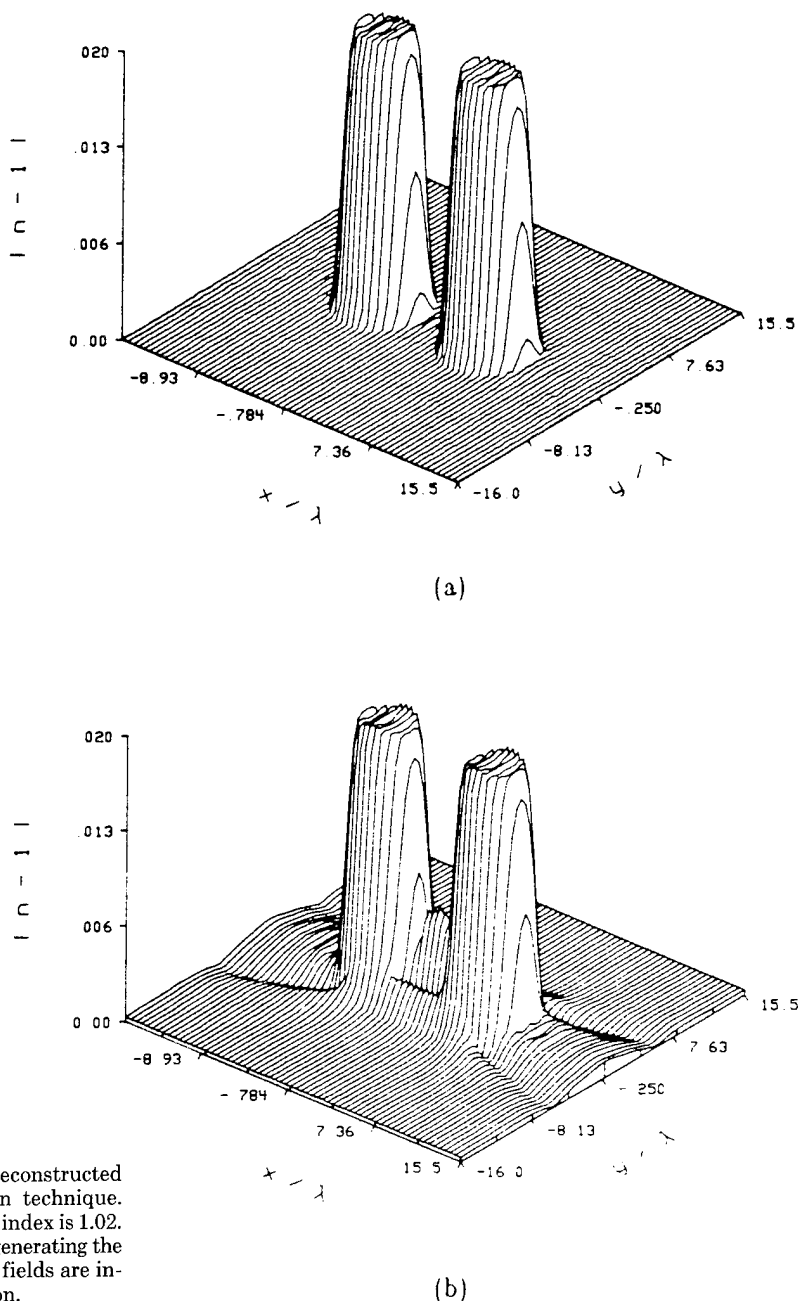 020
.013
.006
0.00
| n - 1 |
-8.93
-.784
7.36
15.5
x / λ
-16.0
-8.13
-.250
7.63
15.5
y / λ
(a)
020
.013
006
0 00
| n - 1 |
-8 93
- 784
7 36
15 5
x / λ
-16 0
-8 13
- 250
7 63
15.5
(b)
econstructed
n technique.
index is 1.02.
generating the
fields are in-
on.